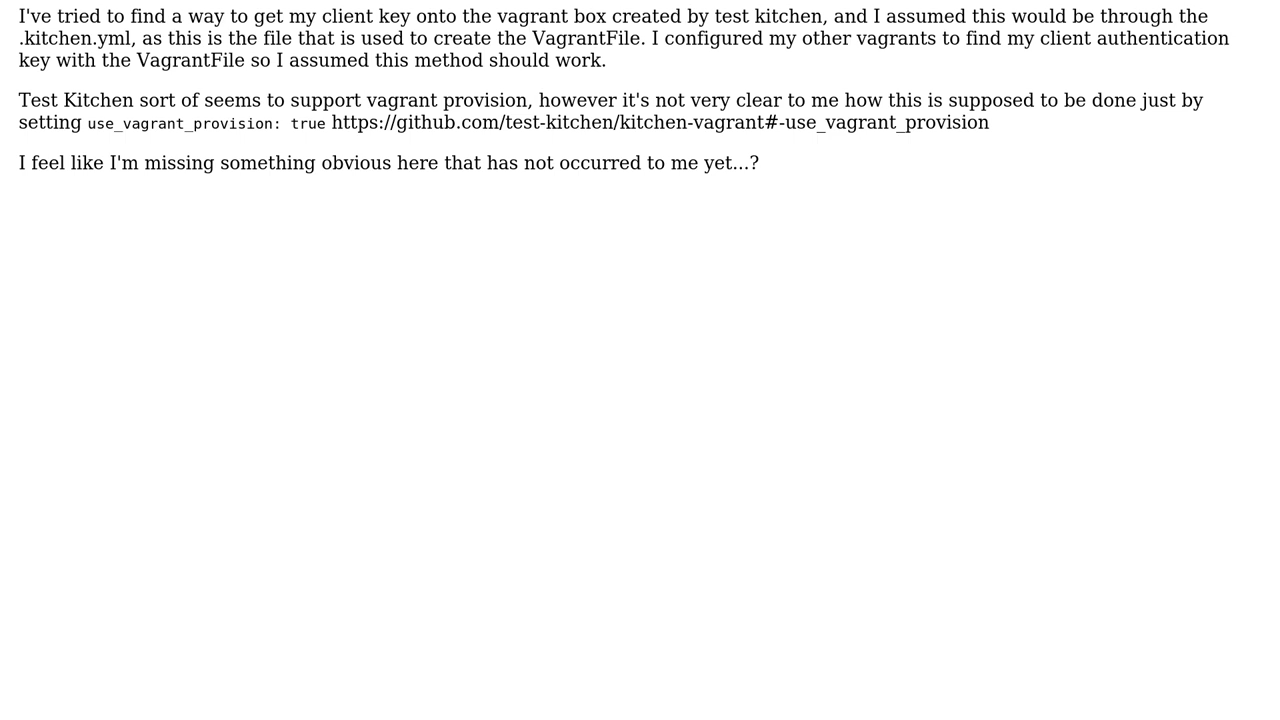 I've tried to find a way to get my client key onto the vagrant box created by test kitchen, and I assumed this would be through the
.kitchen.yml, as this is the file that is used to create the VagrantFile. I configured my other vagrants to find my client authentication
key with the VagrantFile so I assumed this method should work.
Test Kitchen sort of seems to support vagrant provision, however it's not very clear to me how this is supposed to be done just by
setting use_vagrant_provision: true https://github.com/test-kitchen/kitchen-vagrant#-use_vagrant_provision
I feel like I'm missing something obvious here that has not occurred to me yet...?